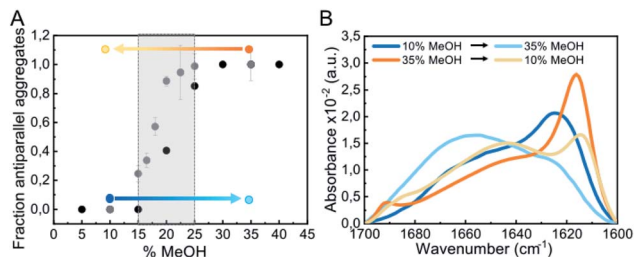 A
Fraction antiparallel aggregates
1,2
1,0
0,8
0,6
0,4
0,2
0,0
0 5 10 15 20 25 30 35 40 45
% MeOH
B
10% MeOH → 35% MeOH
35% MeOH → 10% MeOH
Absorbance x10⁻² (a.u.)
3,5
3,0
2,5
2,0
1,5
1,0
0,5
0,0
1700 1680 1660 1640 1620 1600
Wavenumber (cm⁻¹)